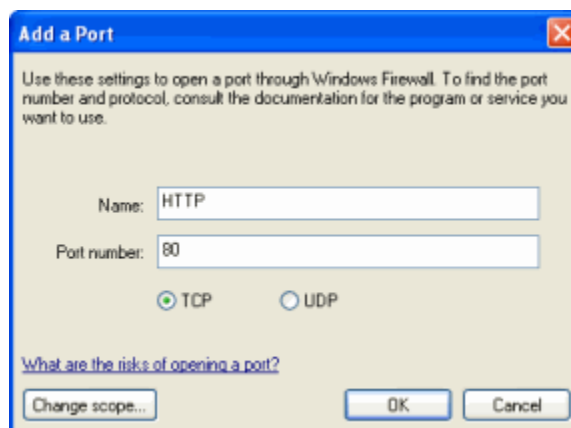 Add a Port
Use these settings to open a port through Windows Firewall. To find the port
number and protocol, consult the documentation for the program or service you
want to use.
Name: HTTP
Port number: 80
TCP UDP
What are the risks of opening a port?
Change scope... OK Cancel